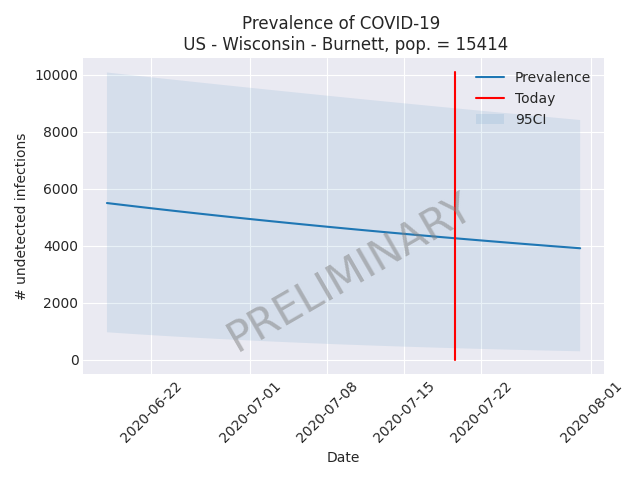 Prevalence of COVID-19
US - Wisconsin - Burnett, pop. = 15414
10000
8000
6000
4000
2000
0
# undetected infections
Prevalence
Today
95CI
PRELIMINARY
2020-06-22
2020-07-01
2020-07-08
2020-07-15
2020-07-22
2020-08-01
Date